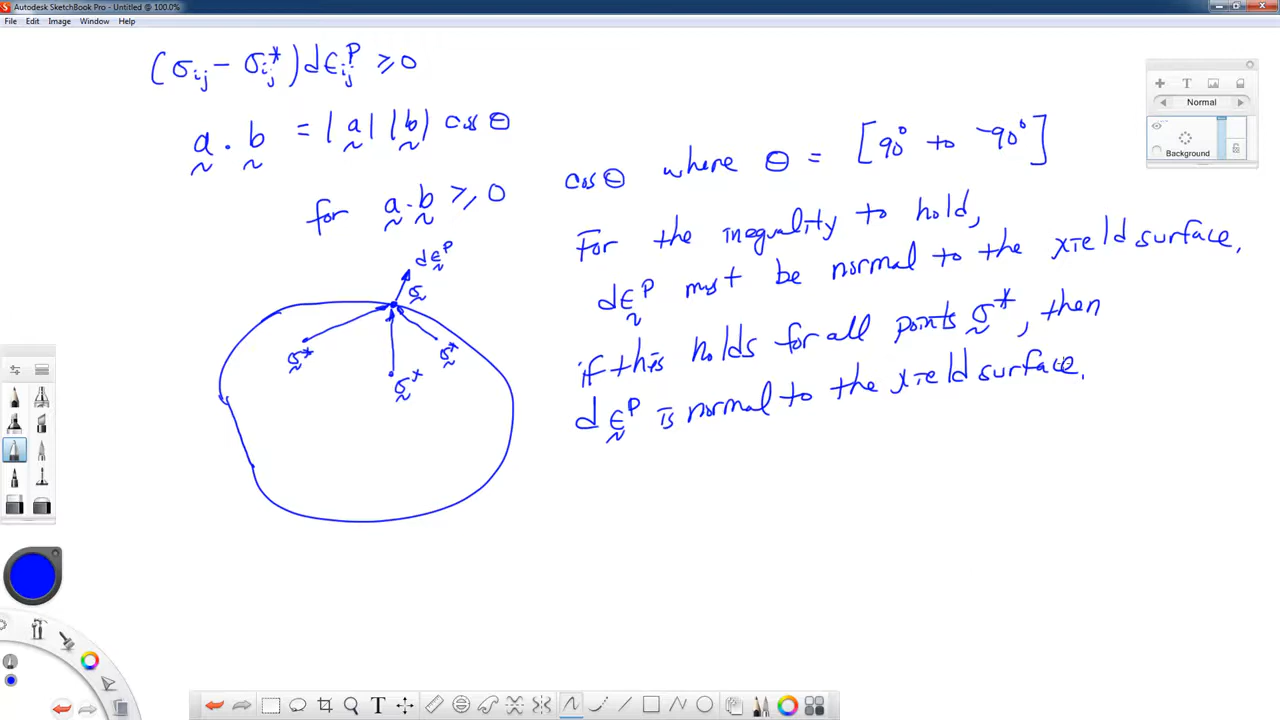 Autodesk SketchBook Pro - Untitled @ 100.0%
File Edit Image Window Help
(σij - σij*) dϵijᵖ ≥ 0
a · b = |a| |b| cos θ
for a · b ≥ 0
cos θ where θ = [90° to -90°]
For the inequality to hold,
dϵᵖ must be normal to the yield surface.
if this holds for all points σ*, then
dϵᵖ is normal to the yield surface.
dϵᵖ
σ
σ*
σ*
σ*
T
Normal
Background
T